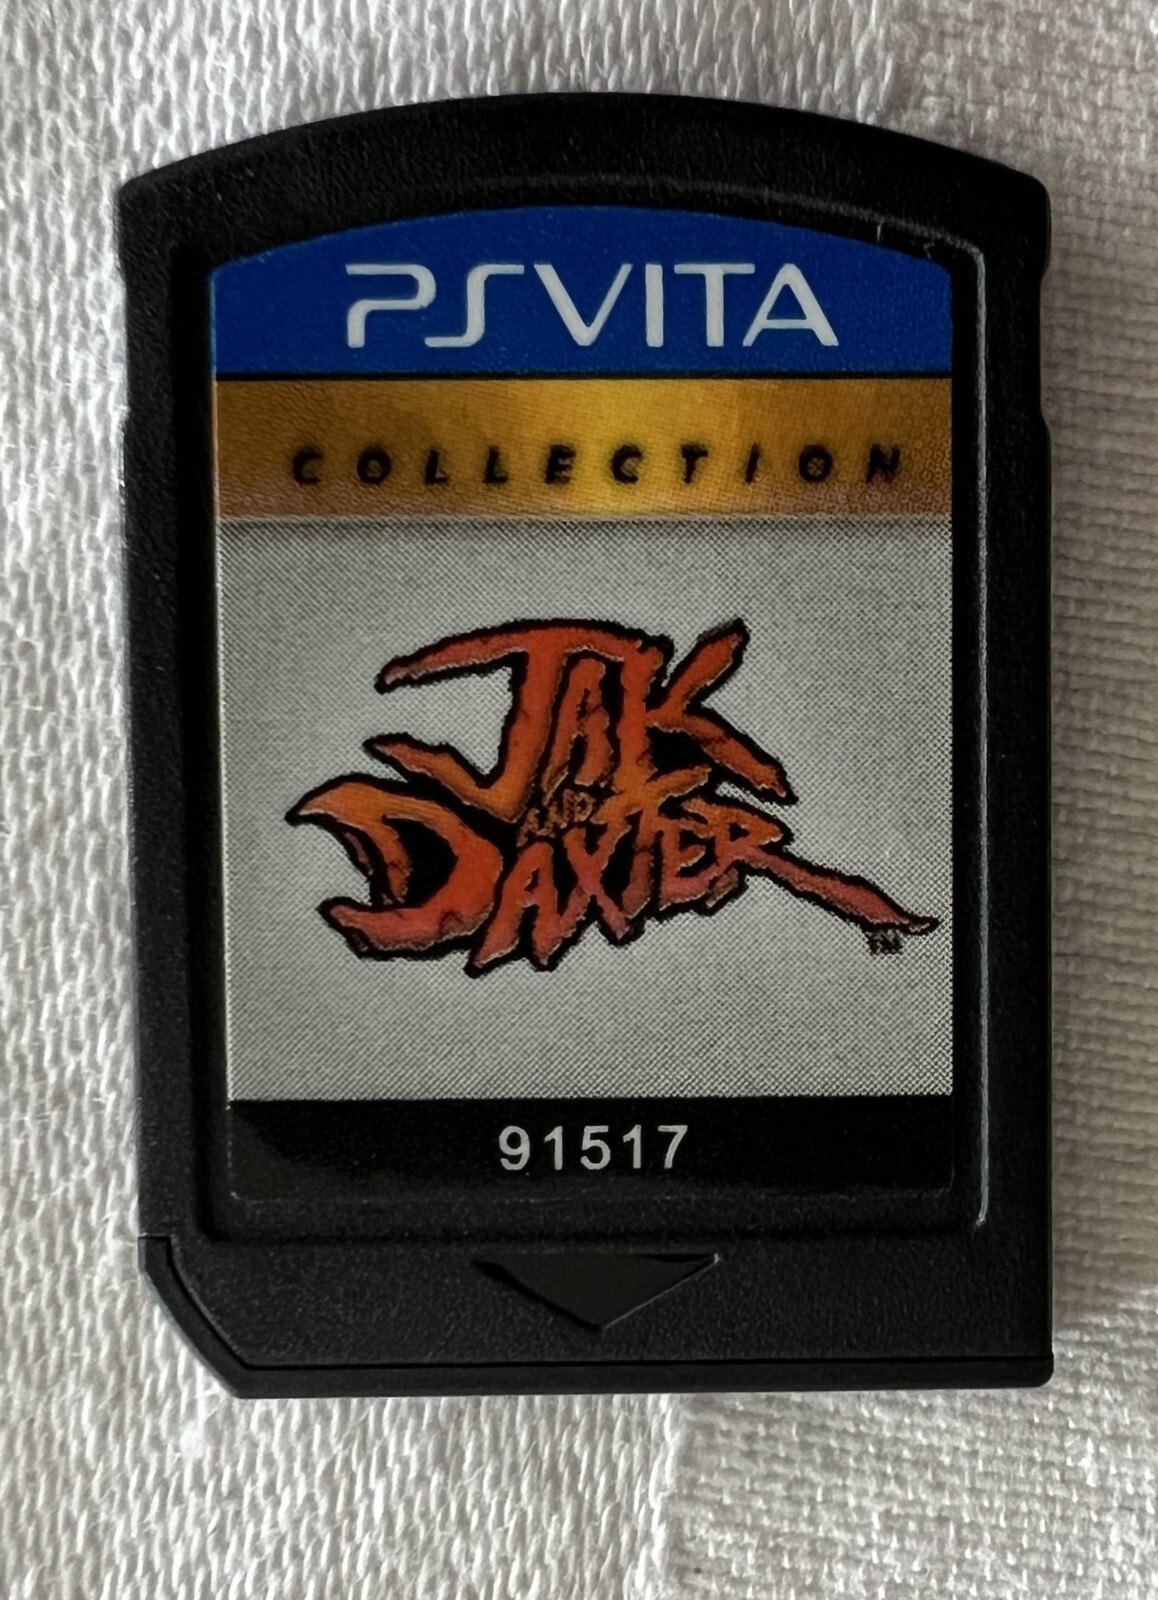 PSVITA
COLLECTION
JAK
AND
DAXTER
TM
91517